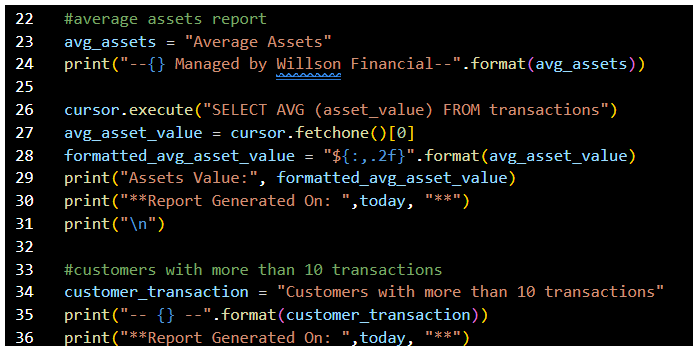 22 #average assets report
23 avg_assets = "Average Assets"
24 print("--{} Managed by Willson Financial--".format(avg_assets))
25
26 cursor.execute("SELECT AVG (asset_value) FROM transactions")
27 avg_asset_value = cursor.fetchone()[0]
28 formatted_avg_asset_value = "${:,.2f}".format(avg_asset_value)
29 print("Assets Value:", formatted_avg_asset_value)
30 print("**Report Generated On: ",today, "**")
31 print("\n")
32
33 #customers with more than 10 transactions
34 customer_transaction = "Customers with more than 10 transactions"
35 print("-- {} --".format(customer_transaction))
36 print("**Report Generated On: ",today, "**")